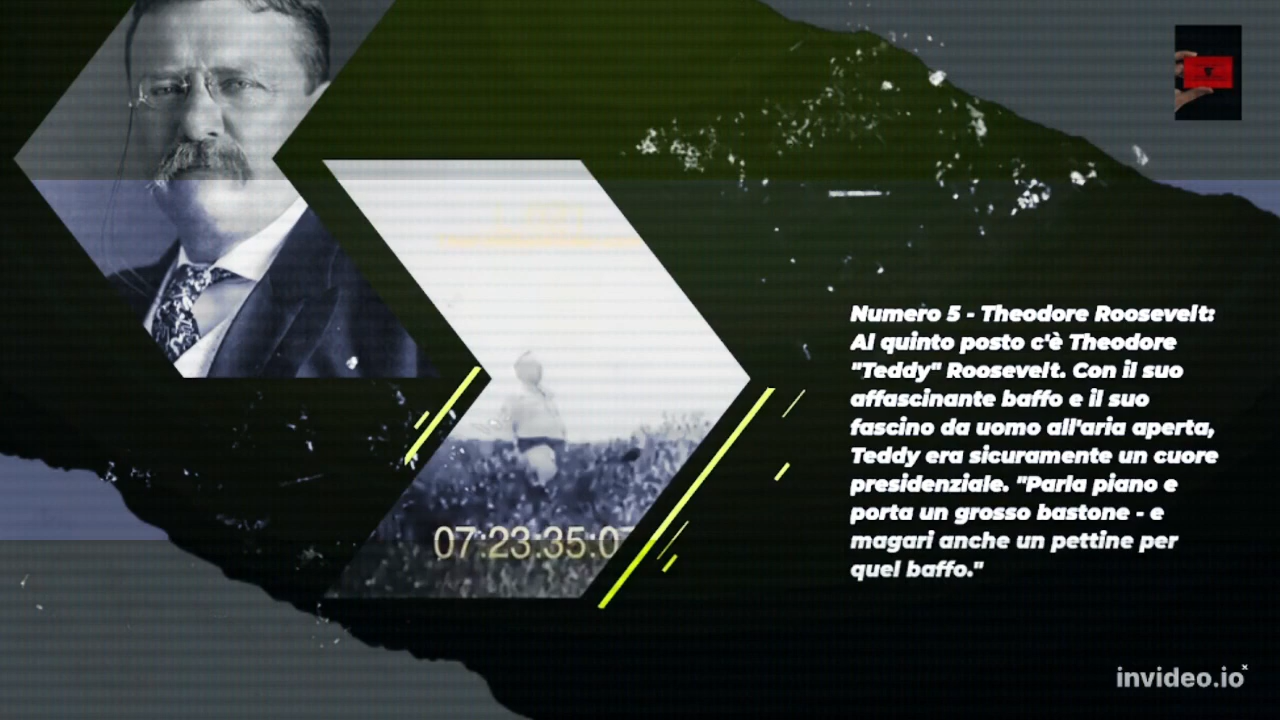 Numero 5 - Theodore Roosevelt:
Al quinto posto c'è Theodore
"Teddy" Roosevelt. Con il suo
affascinante baffo e il suo
fascino da uomo all'aria aperta,
Teddy era sicuramente un cuore
presidenziale. "Parla piano e
porta un grosso bastone - e
magari anche un pettine per
quel baffo."
07:23:35:07
invideo.io